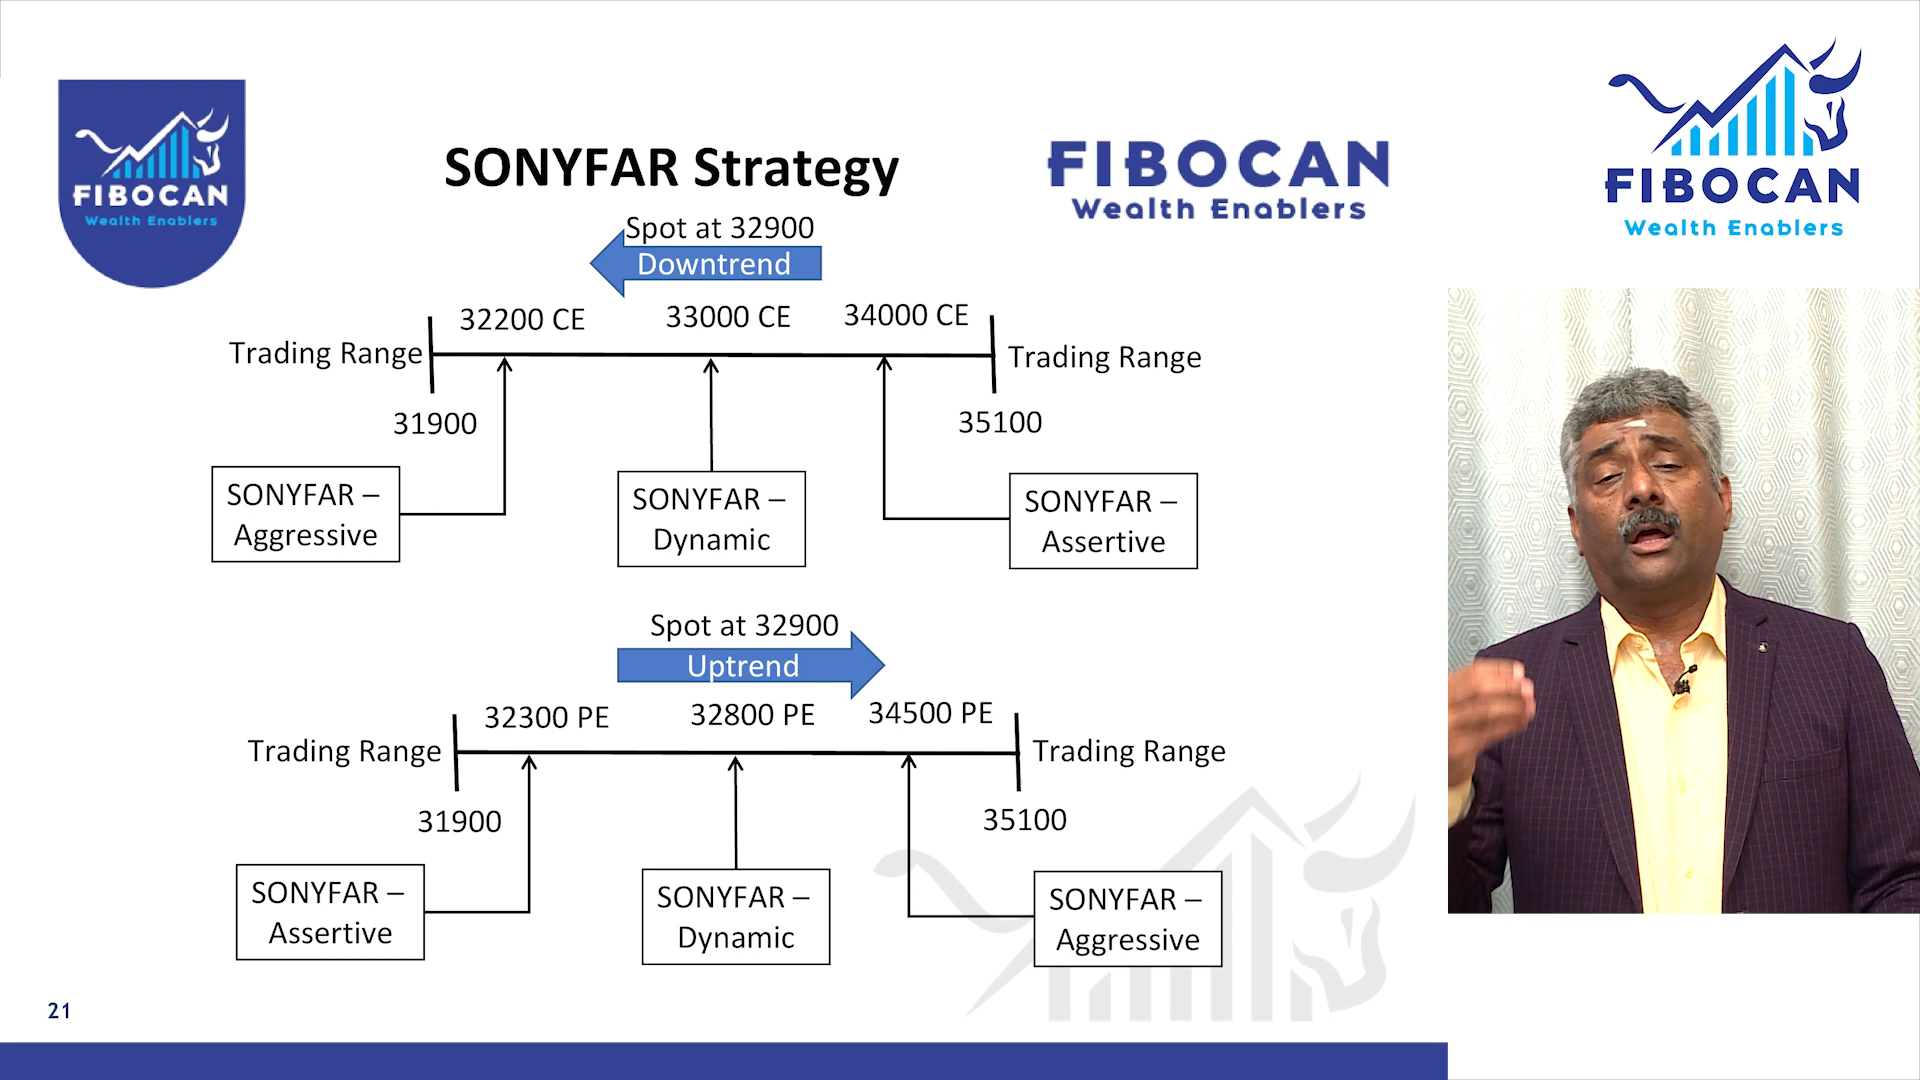 FIBOCAN
Wealth Enablers
SONYFAR Strategy
FIBOCAN
Wealth Enablers
FIBOCAN
Wealth Enablers
Spot at 32900
Downtrend
32200 CE
33000 CE
34000 CE
Trading Range
Trading Range
31900
35100
SONYFAR –
Aggressive
SONYFAR –
Dynamic
SONYFAR –
Assertive
Spot at 32900
Uptrend
32300 PE
32800 PE
34500 PE
Trading Range
Trading Range
31900
35100
SONYFAR –
Assertive
SONYFAR –
Dynamic
SONYFAR –
Aggressive
21